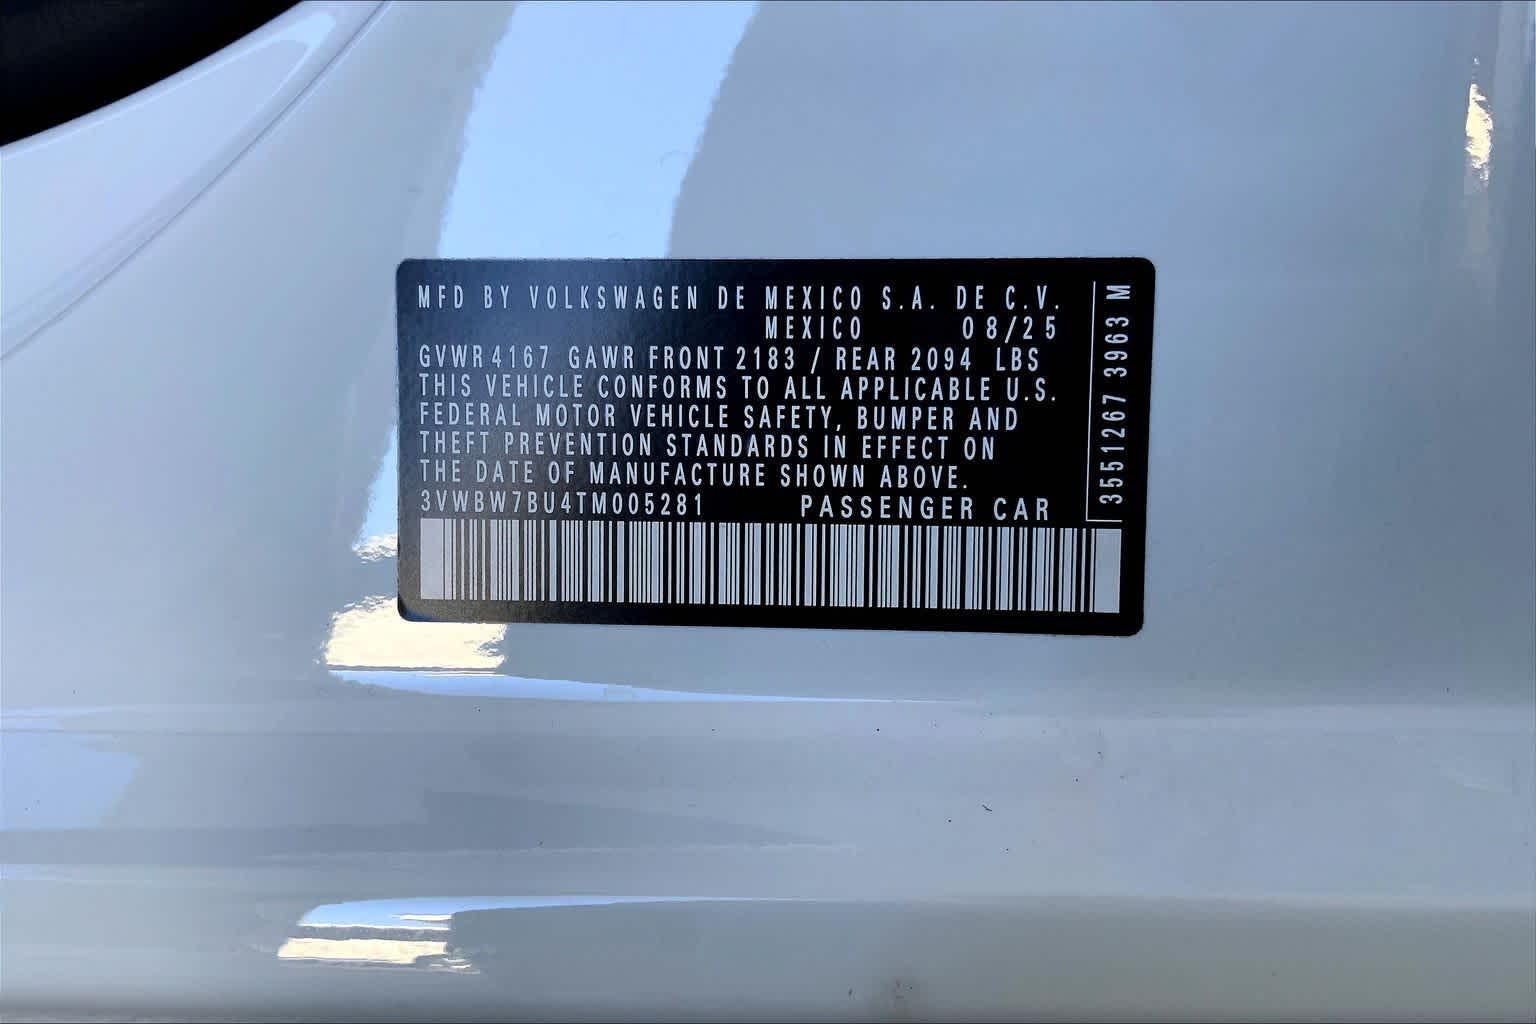 MFD BY VOLKSWAGEN DE MEXICO S.A. DE C.V.
MEXICO 08/25
GVWR 4167 GAWR FRONT 2183 / REAR 2094 LBS
THIS VEHICLE CONFORMS TO ALL APPLICABLE U.S.
FEDERAL MOTOR VEHICLE SAFETY, BUMPER AND
THEFT PREVENTION STANDARDS IN EFFECT ON
THE DATE OF MANUFACTURE SHOWN ABOVE.
3VWBW7BU4TM005281 PASSENGER CAR
3551267 3963 M